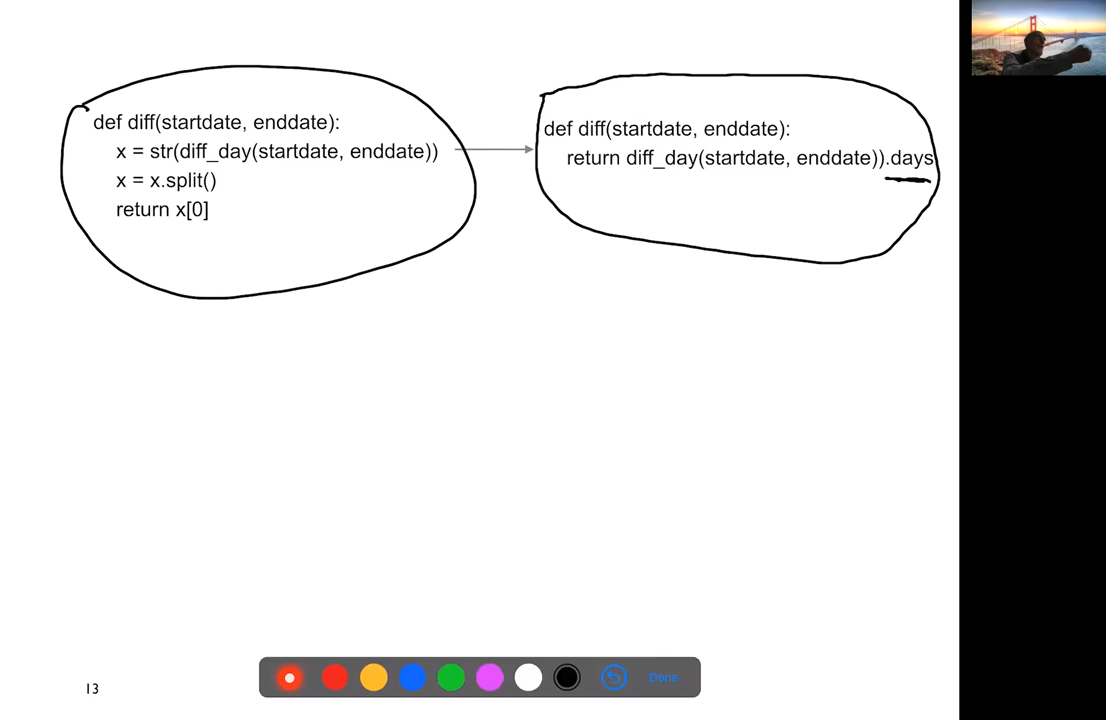 def diff(startdate, enddate):
x = str(diff_day(startdate, enddate))
x = x.split()
return x[0]
def diff(startdate, enddate):
return diff_day(startdate, enddate)).days
13
Done